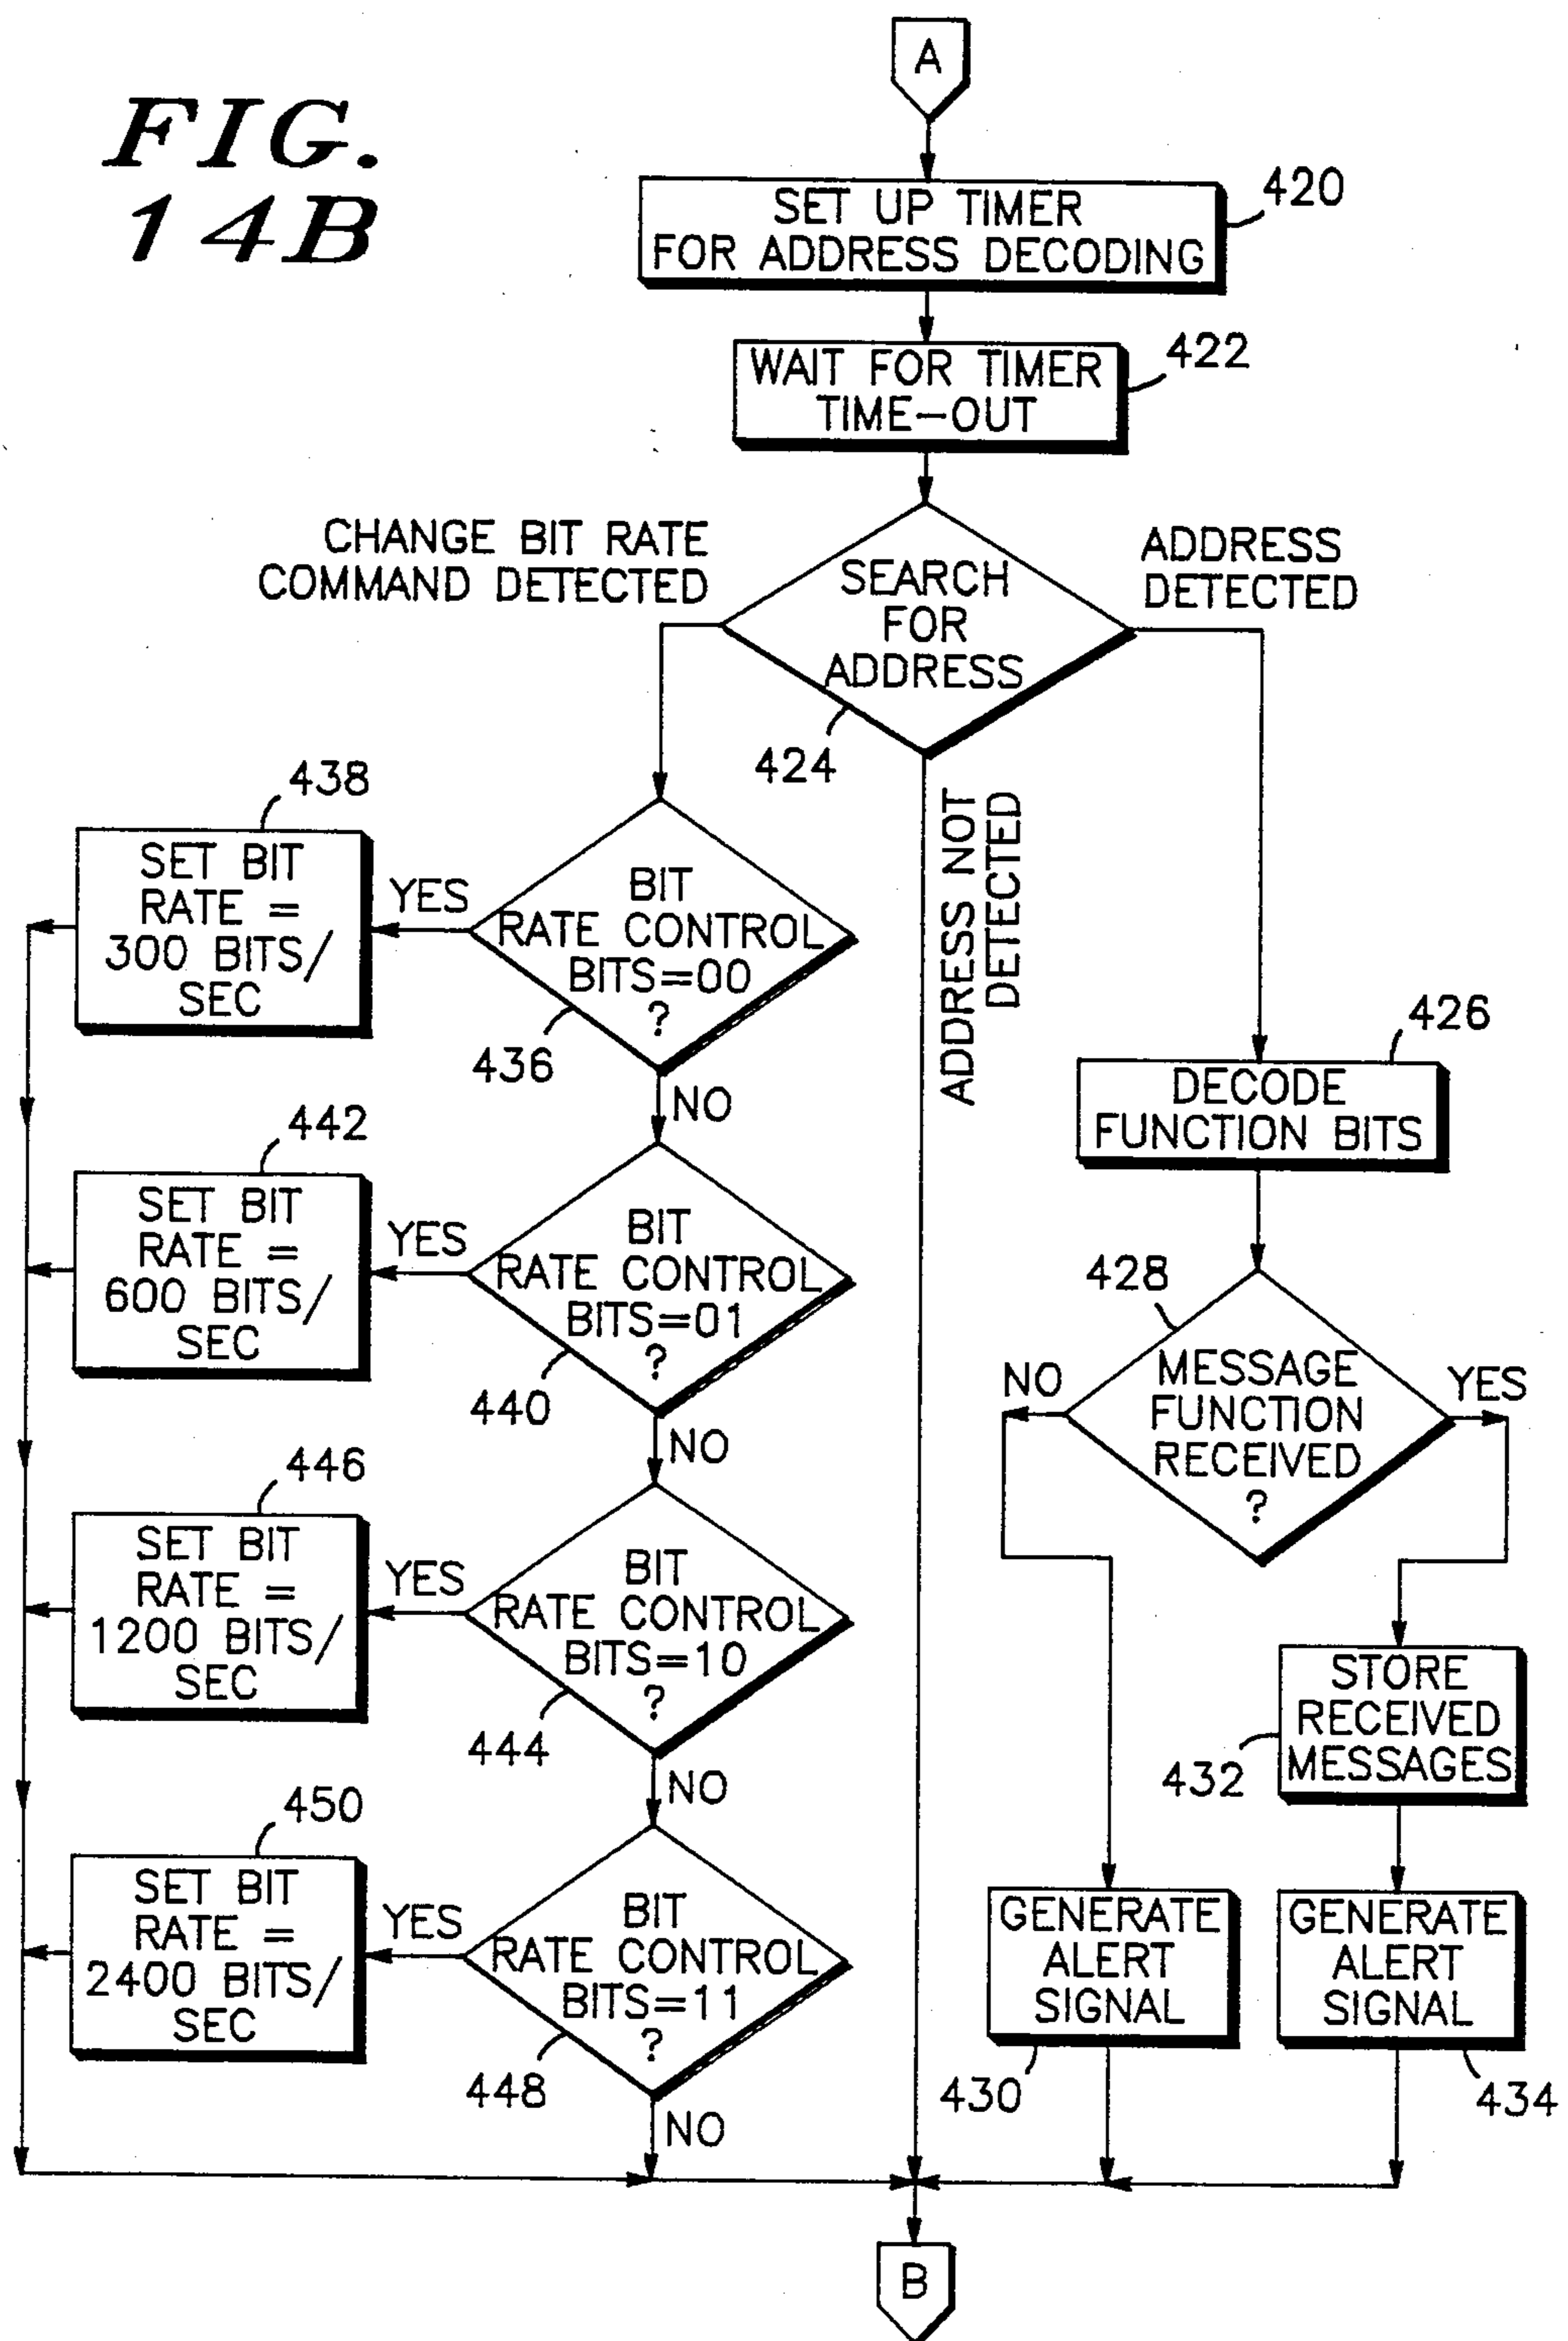 FIG.
14B
A
SET UP TIMER
FOR ADDRESS DECODING
420
WAIT FOR TIMER
TIME-OUT
422
CHANGE BIT RATE
COMMAND DETECTED
SEARCH
FOR
ADDRESS
424
ADDRESS
DETECTED
ADDRESS NOT
DETECTED
438
SET BIT
RATE =
300 BITS/
SEC
YES
BIT
RATE CONTROL
BITS=00
?
436
NO
442
SET BIT
RATE =
600 BITS/
SEC
YES
BIT
RATE CONTROL
BITS=01
?
440
NO
446
SET BIT
RATE =
1200 BITS/
SEC
YES
BIT
RATE CONTROL
BITS=10
?
444
NO
450
SET BIT
RATE =
2400 BITS/
SEC
YES
BIT
RATE CONTROL
BITS=11
?
448
NO
426
DECODE
FUNCTION BITS
428
NO
MESSAGE
FUNCTION
RECEIVED
?
YES
STORE
RECEIVED
MESSAGES
432
GENERATE
ALERT
SIGNAL
430
GENERATE
ALERT
SIGNAL
434
B